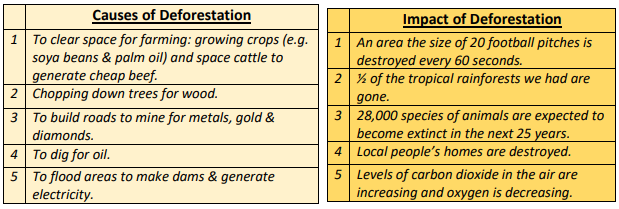 Causes of Deforestation
1 To clear space for farming: growing crops (e.g.
soya beans & palm oil) and space cattle to
generate cheap beef.
2 Chopping down trees for wood.
3 To build roads to mine for metals, gold &
diamonds.
4 To dig for oil.
5 To flood areas to make dams & generate
electricity.
Impact of Deforestation
1 An area the size of 20 football pitches is
destroyed every 60 seconds.
2 ½ of the tropical rainforests we had are
gone.
3 28,000 species of animals are expected to
become extinct in the next 25 years.
4 Local people's homes are destroyed.
5 Levels of carbon dioxide in the air are
increasing and oxygen is decreasing.